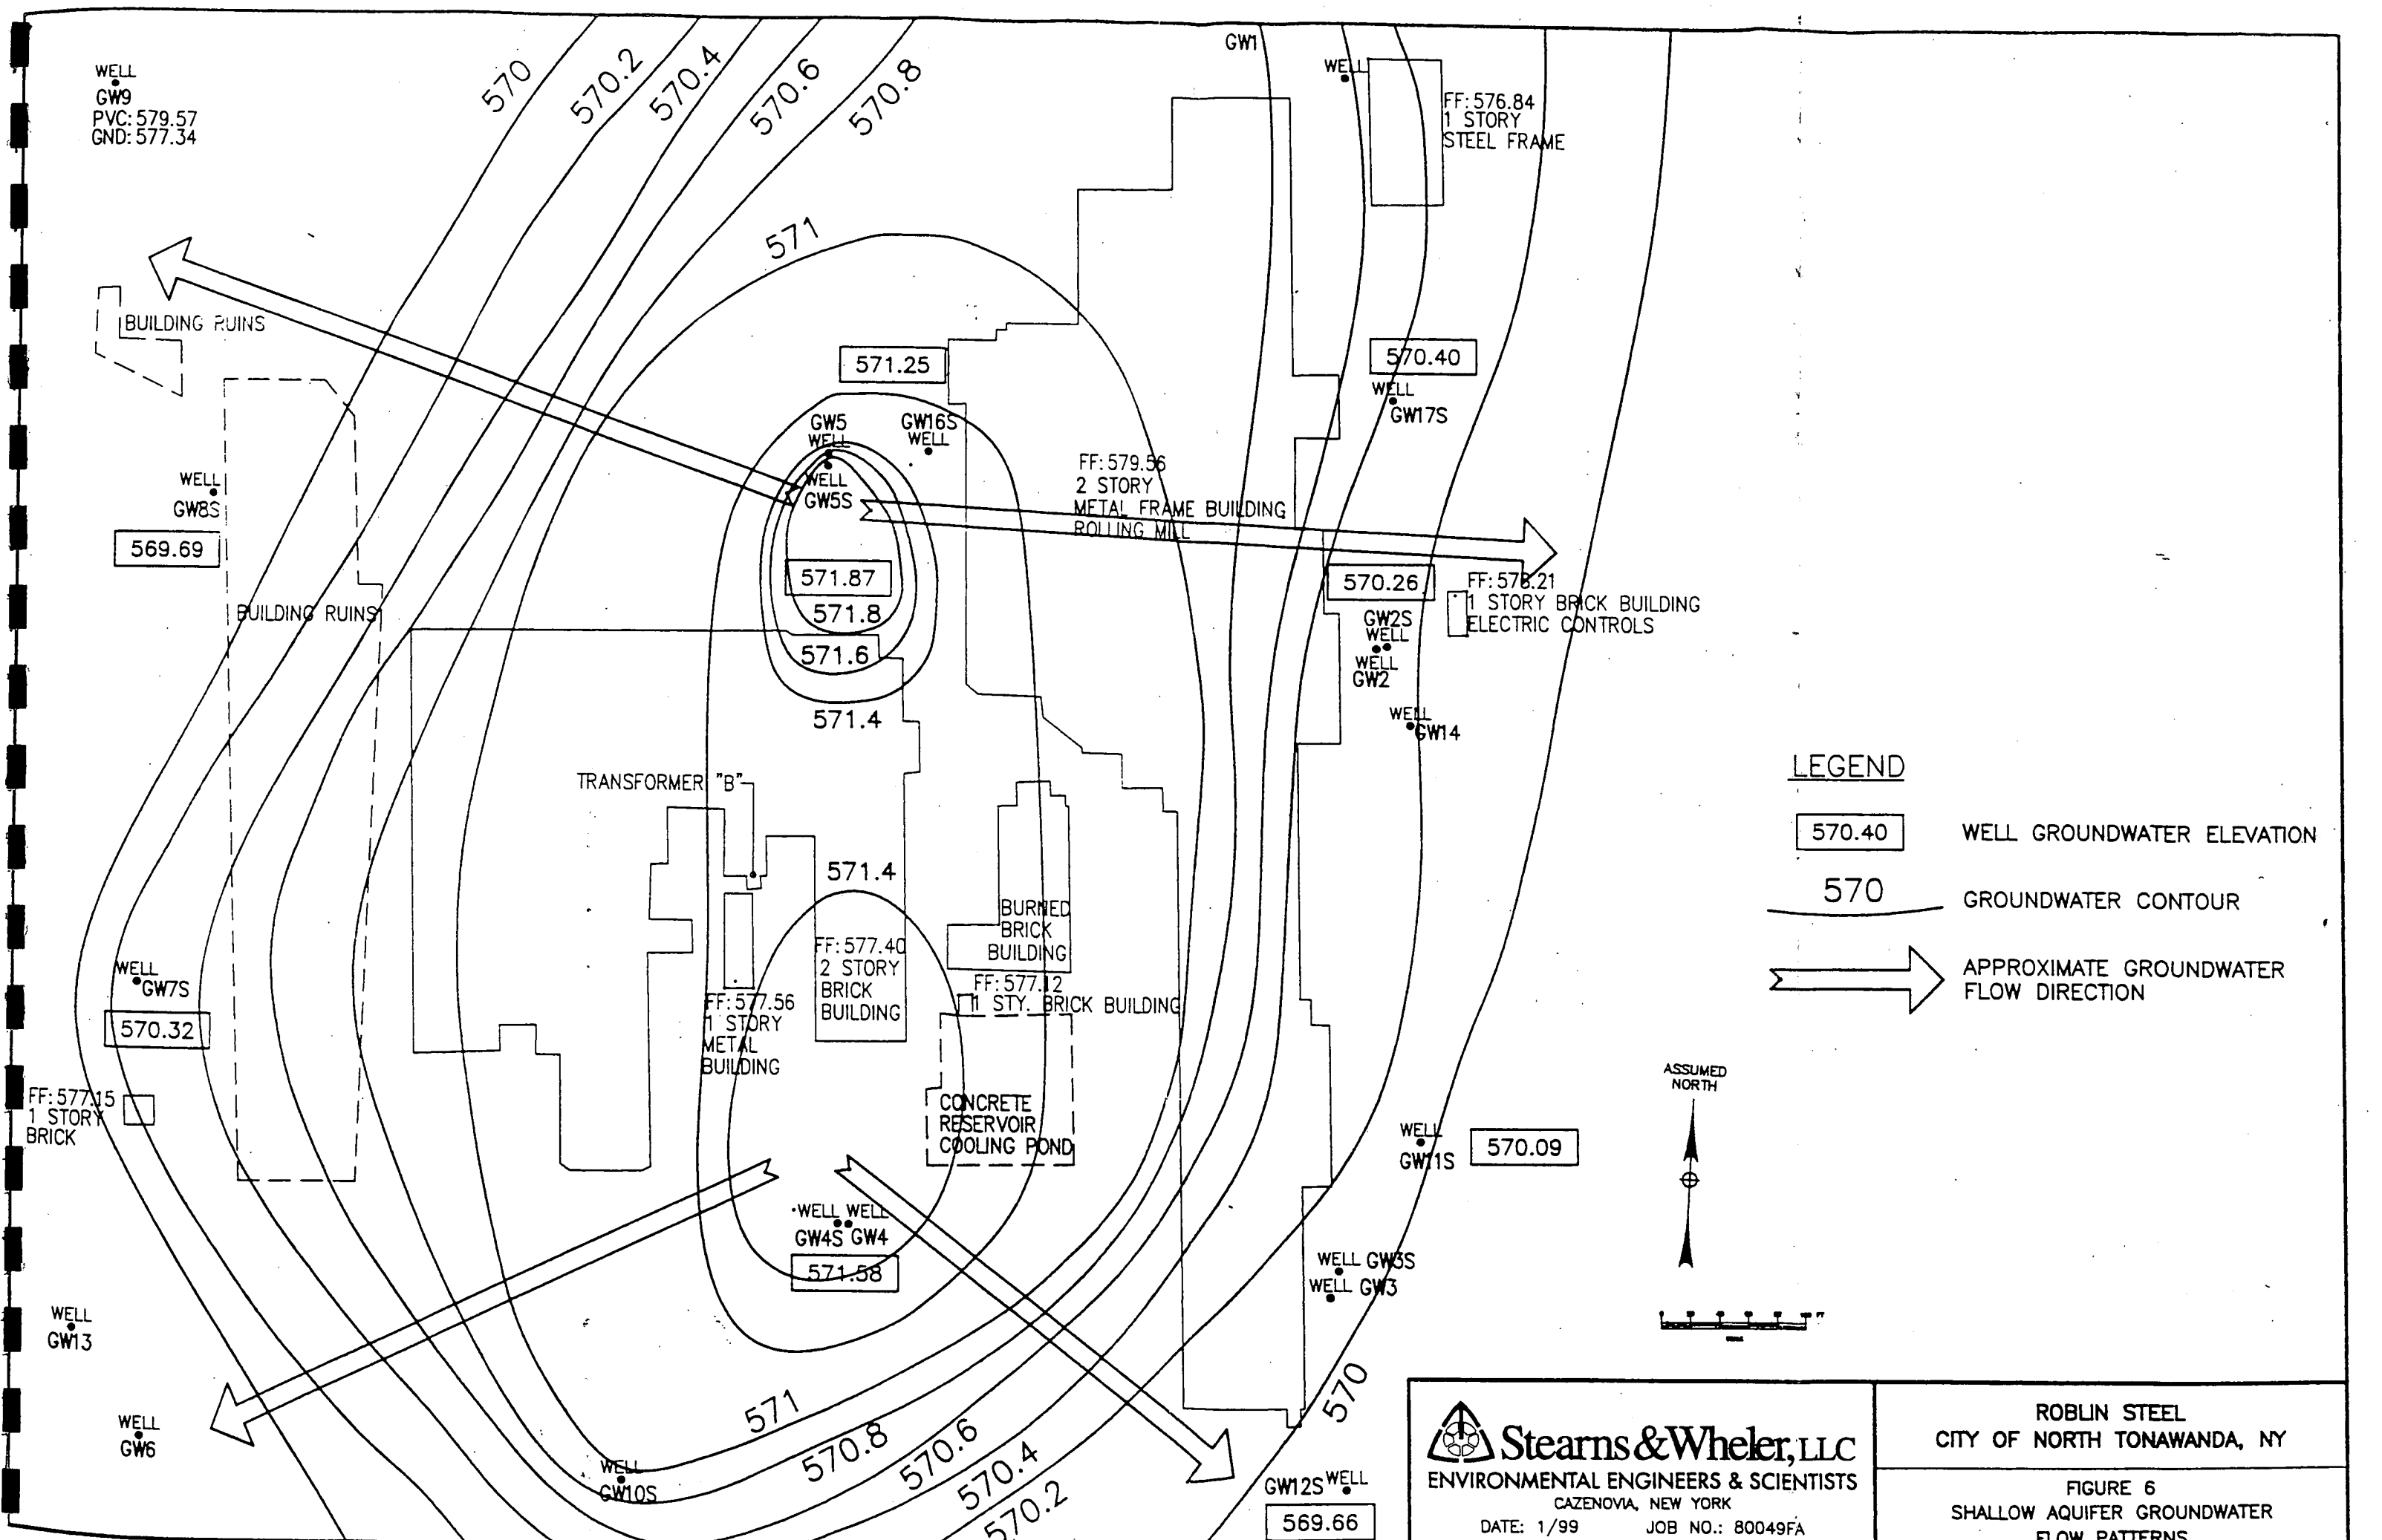 GW1
WELL
GW9
PVC: 579.57
GND: 577.34
570
570.2
570.4
570.6
570.8
WELL
FF: 576.84
1 STORY
STEEL FRAME
571
BUILDING RUINS
571.25
570.40
WELL
GW17S
GW5
WELL
GW16S
WELL
WELL
GW5S
FF: 579.56
2 STORY
METAL FRAME BUILDING
ROLLING MILL
WELL
GW8S
569.69
571.87
571.8
571.6
571.4
570.26
FF: 576.21
1 STORY BRICK BUILDING
ELECTRIC CONTROLS
GW2S
WELL
WELL
GW2
WELL
GW14
BUILDING RUINS
TRANSFORMER "B"
571.4
LEGEND
570.40 WELL GROUNDWATER ELEVATION
570 GROUNDWATER CONTOUR
APPROXIMATE GROUNDWATER
FLOW DIRECTION
BURNED
BRICK
BUILDING
FF: 577.40
2 STORY
BRICK
BUILDING
FF: 577.12
1 STY. BRICK BUILDING
FF: 577.56
1 STORY
METAL
BUILDING
WELL
GW7S
570.32
FF: 577.15
1 STORY
BRICK
CONCRETE
RESERVOIR
COOLING POND
ASSUMED
NORTH
WELL
GW11S
570.09
WELL WELL
GW4S GW4
571.58
WELL GW3S
WELL GW3
WELL
GW13
WELL
GW6
WELL
GW10S
571
570.8
570.6
570.4
570.2
570
GW12S WELL
569.66
Stearns & Wheler, LLC
ENVIRONMENTAL ENGINEERS & SCIENTISTS
CAZENOVIA, NEW YORK
DATE: 1/99 JOB NO.: 80049FA
ROBLIN STEEL
CITY OF NORTH TONAWANDA, NY
FIGURE 6
SHALLOW AQUIFER GROUNDWATER
FLOW PATTERNS